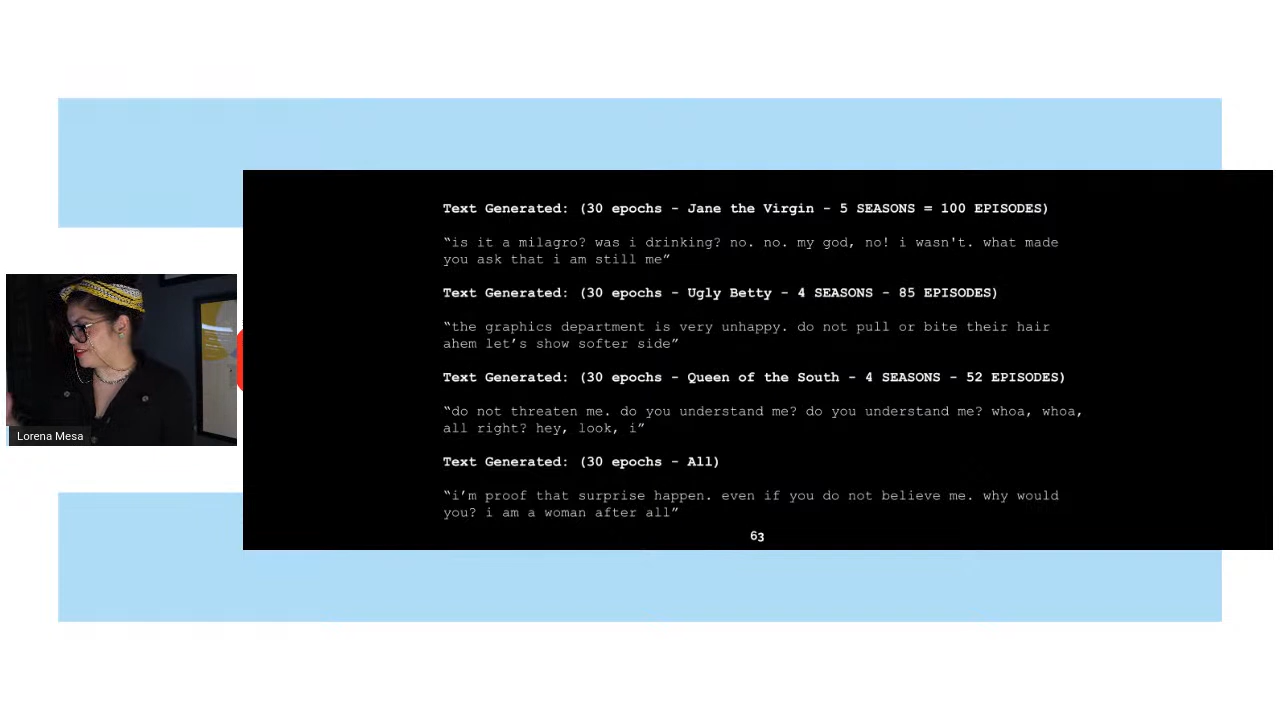 Text Generated: (30 epochs - Jane the Virgin - 5 SEASONS = 100 EPISODES)
“is it a milagro? was i drinking? no. no. my god, no! i wasn't. what made
you ask that i am still me”
Text Generated: (30 epochs - Ugly Betty - 4 SEASONS - 85 EPISODES)
“the graphics department is very unhappy. do not pull or bite their hair
ahem let’s show softer side”
Text Generated: (30 epochs - Queen of the South - 4 SEASONS - 52 EPISODES)
“do not threaten me. do you understand me? do you understand me? whoa, whoa,
all right? hey, look, i”
Text Generated: (30 epochs - All)
“i’m proof that surprise happen. even if you do not believe me. why would
you? i am a woman after all”
63
Lorena Mesa